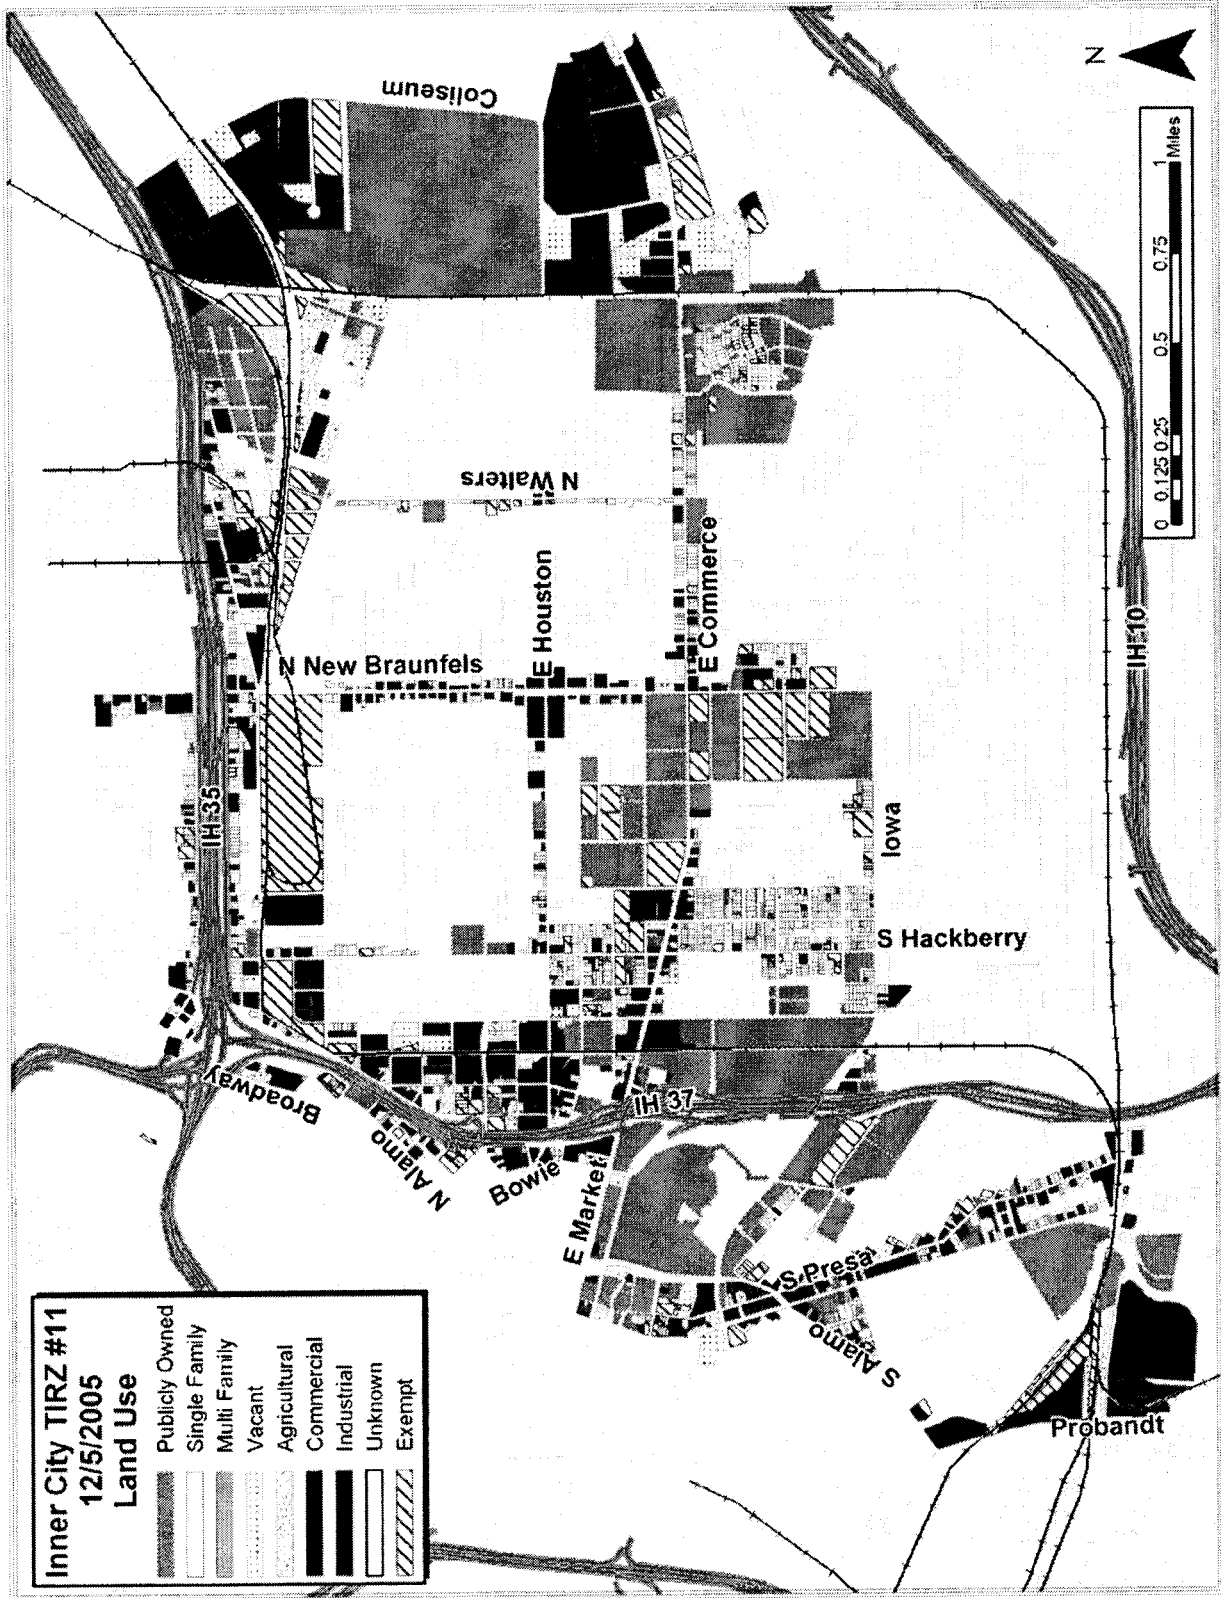 Inner City TIRZ #11
12/5/2005
Land Use
Publicly Owned
Single Family
Multi Family
Vacant
Agricultural
Commercial
Industrial
Unknown
Exempt
Coliseum
N
0 0.125 0.25 0.5 0.75 1
Miles
N Walters
E Houston
E Commerce
N New Braunfels
IH 35
IH-10
Iowa
S Hackberry
Broadway
N Alamo
Bowie
IH 37
E Market
S Presa
S Alamo
Probandt